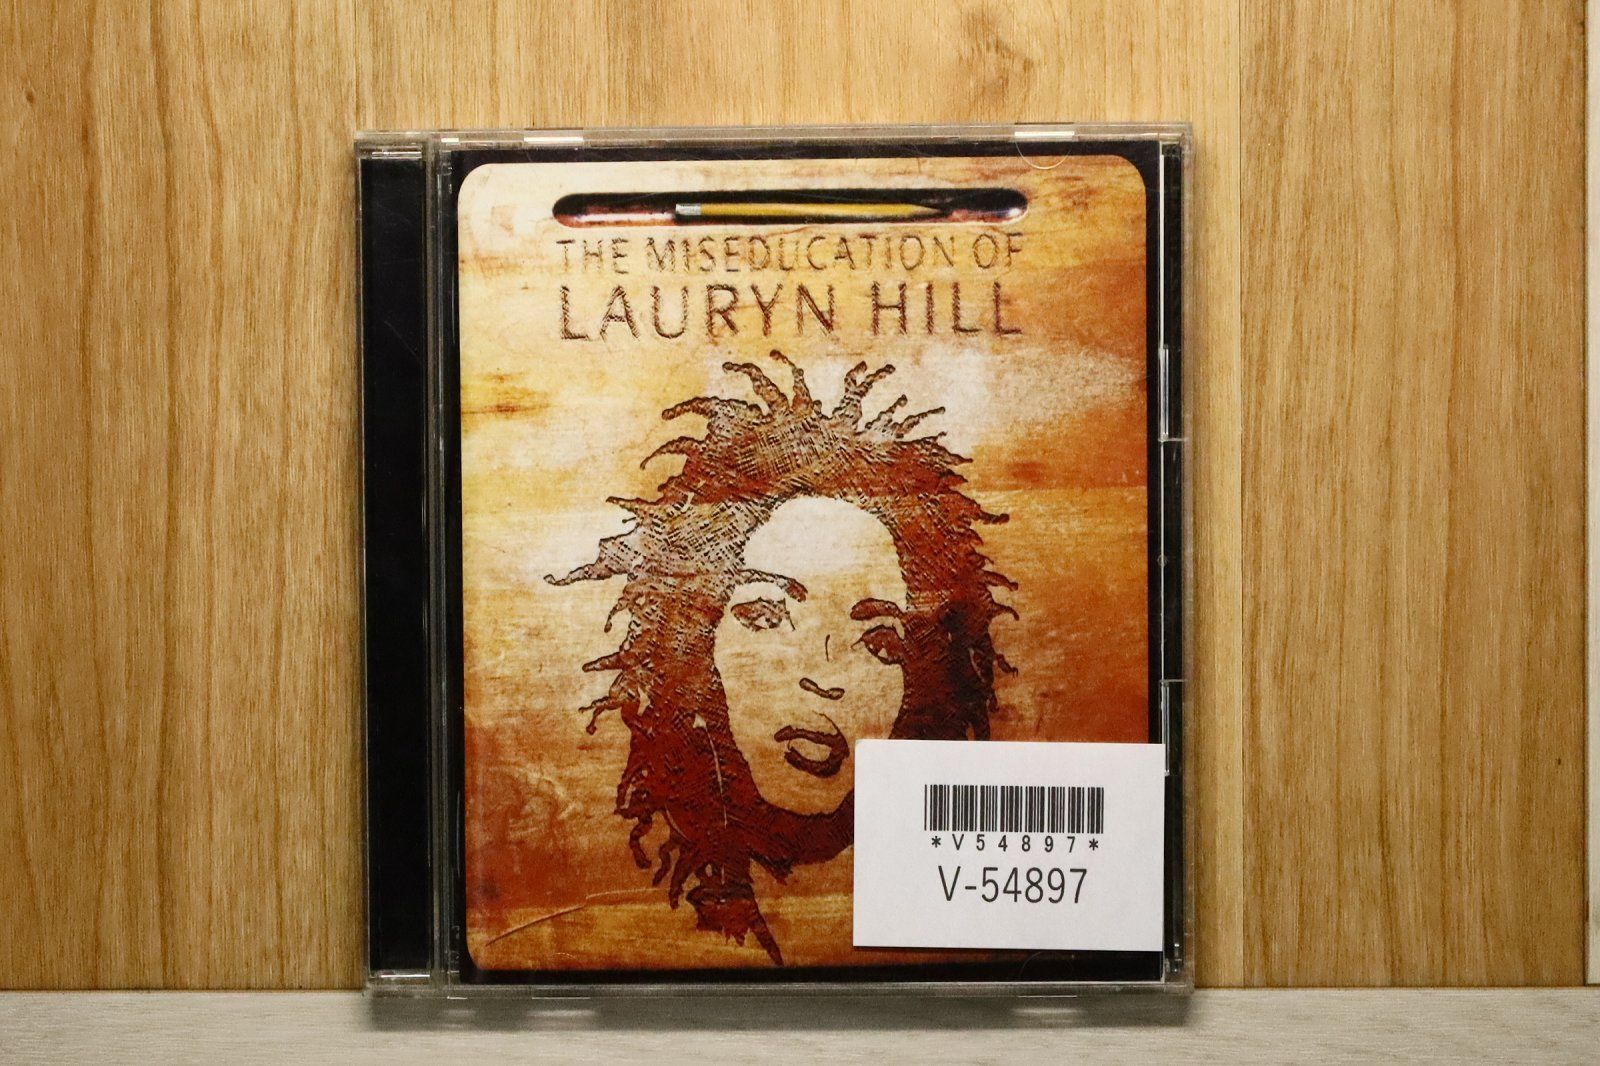 THE MISEDUCATION OF
LAURYN HILL
*V54897*
V-54897